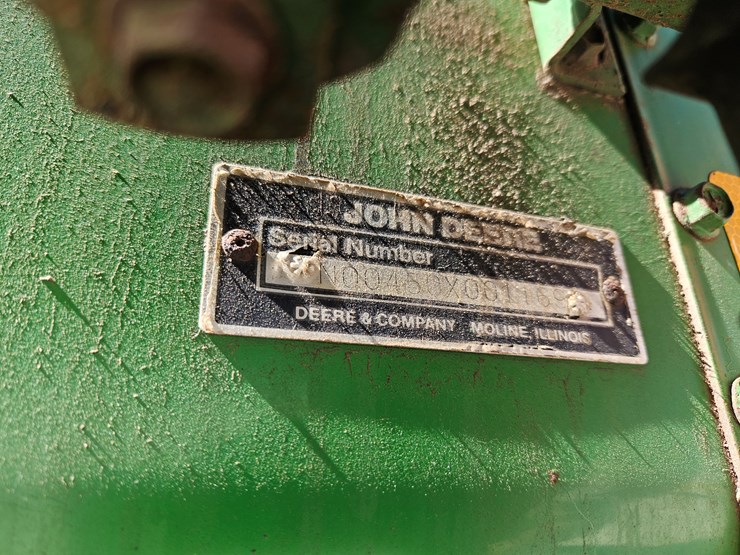 JOHN DEERE
Serial Number
DEERE & COMPANY MOLINE, ILLINOIS